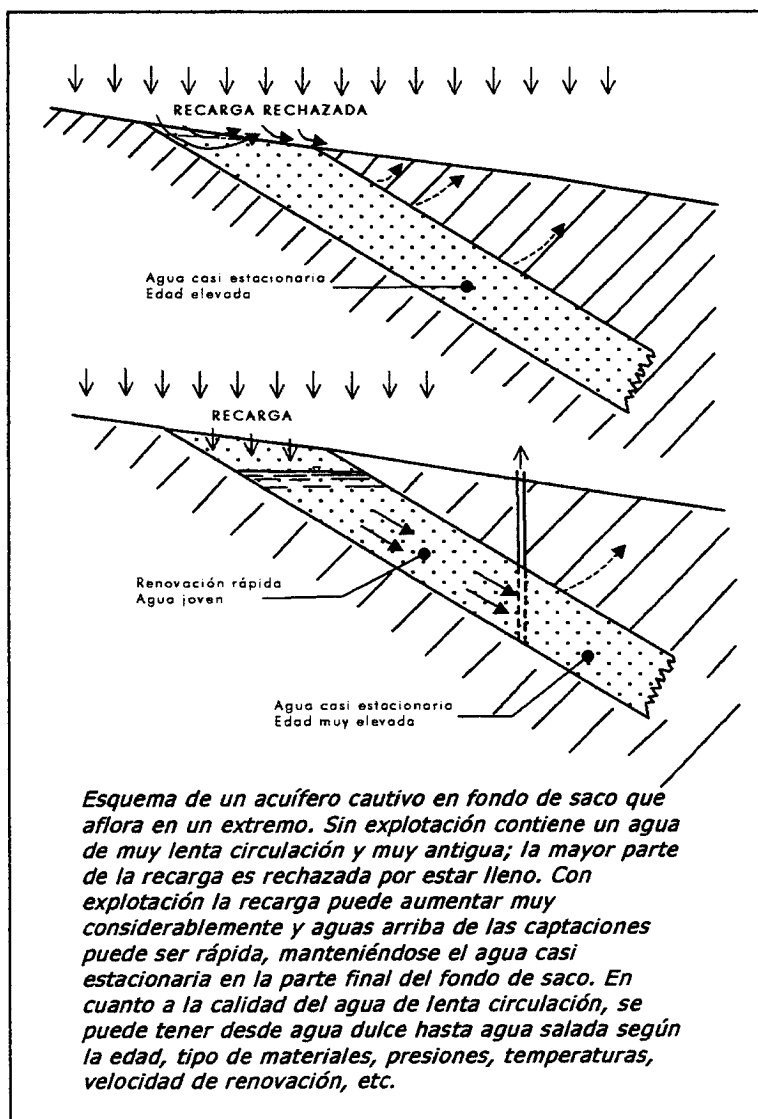 RECARGA RECHAZADA
Agua casi estacionaria
Edad elevada
RECARGA
Renovación rápida
Agua joven
Agua casi estacionaria
Edad muy elevada
Esquema de un acuífero cautivo en fondo de saco que
aflora en un extremo. Sin explotación contiene un agua
de muy lenta circulación y muy antigua; la mayor parte
de la recarga es rechazada por estar lleno. Con
explotación la recarga puede aumentar muy
considerablemente y aguas arriba de las captaciones
puede ser rápida, manteniéndose el agua casi
estacionaria en la parte final del fondo de saco. En
cuanto a la calidad del agua de lenta circulación, se
puede tener desde agua dulce hasta agua salada según
la edad, tipo de materiales, presiones, temperaturas,
velocidad de renovación, etc.